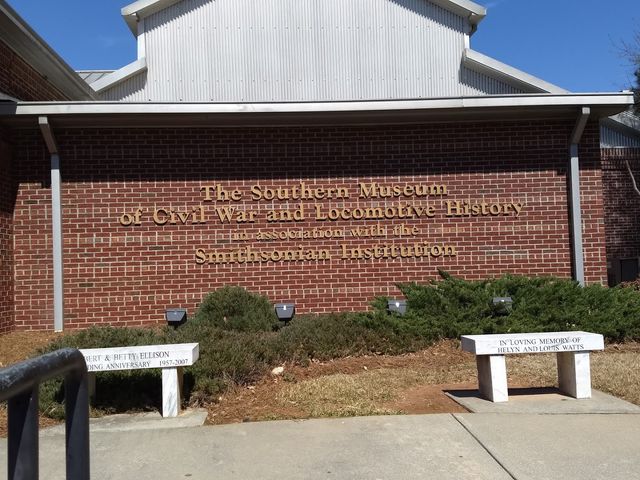 The Southern Museum
of Civil War and Locomotive History
in association with the
Smithsonian Institution
BERT & BETTY ELLISON
DING ANNIVERSARY 1957-2007
IN LOVING MEMORY OF
HELYN AND LOUIS WATTS